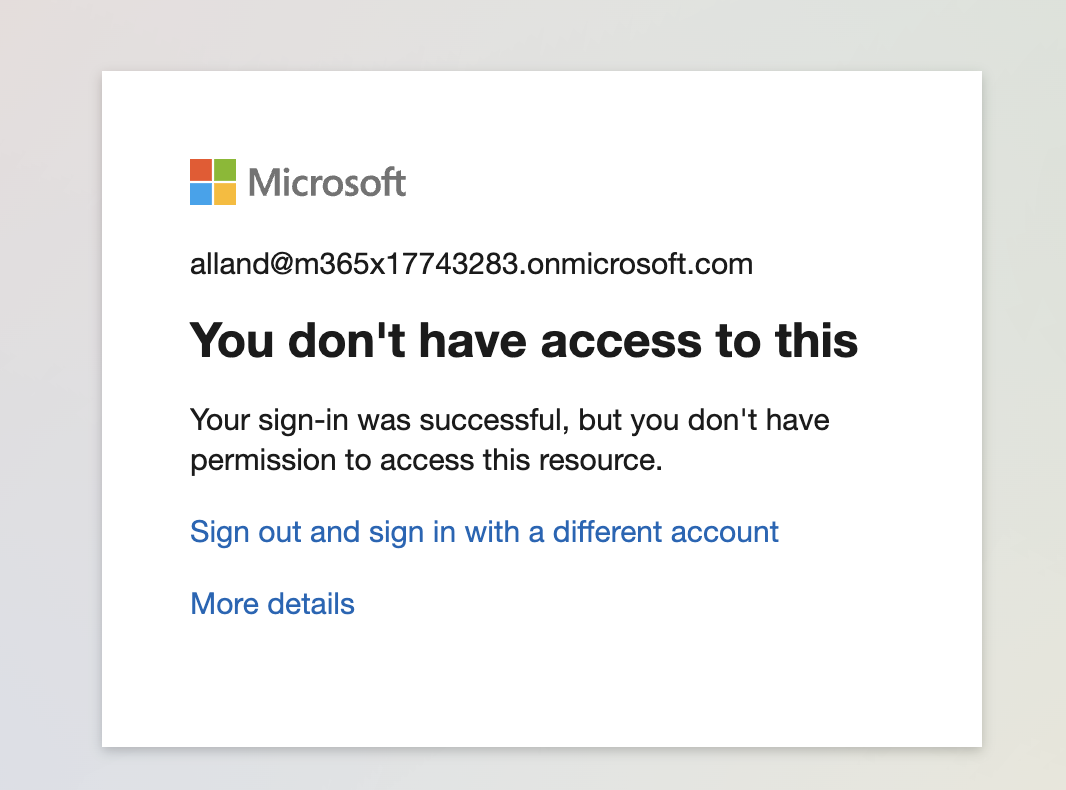 Microsoft
alland@m365x17743283.onmicrosoft.com
You don't have access to this
Your sign-in was successful, but you don't have
permission to access this resource.
Sign out and sign in with a different account
More details